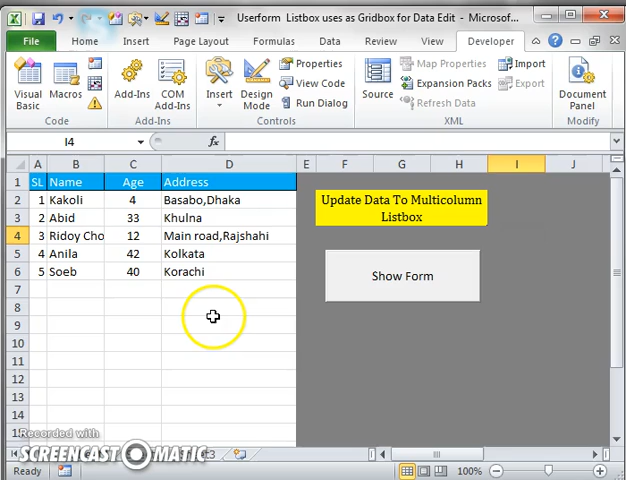 Userform Listbox uses as Gridbox for Data Edit - Microsof...
File Home Insert Page Layout Formulas Data Review View Developer
Visual Basic
Macros
Add-Ins
COM Add-Ins
Insert
Design Mode
Properties
View Code
Run Dialog
Source
Map Properties
Expansion Packs
Refresh Data
Import
Export
Document Panel
Code Add-Ins Controls XML Modify
I4 fx
A B C D E F G H I J
1 SL Name Age Address
2 1 Kakoli 4 Basabo,Dhaka
3 2 Abid 33 Khulna
4 3 Ridoy Cho 12 Main road,Rajshahi
5 4 Anila 42 Kolkata
6 5 Soeb 40 Korachi
7
8
9
10
11
12
13
14
15
Update Data To Multicolumn
Listbox
Show Form
Recorded with
SCREENCAST-O-MATIC
Ready 100%